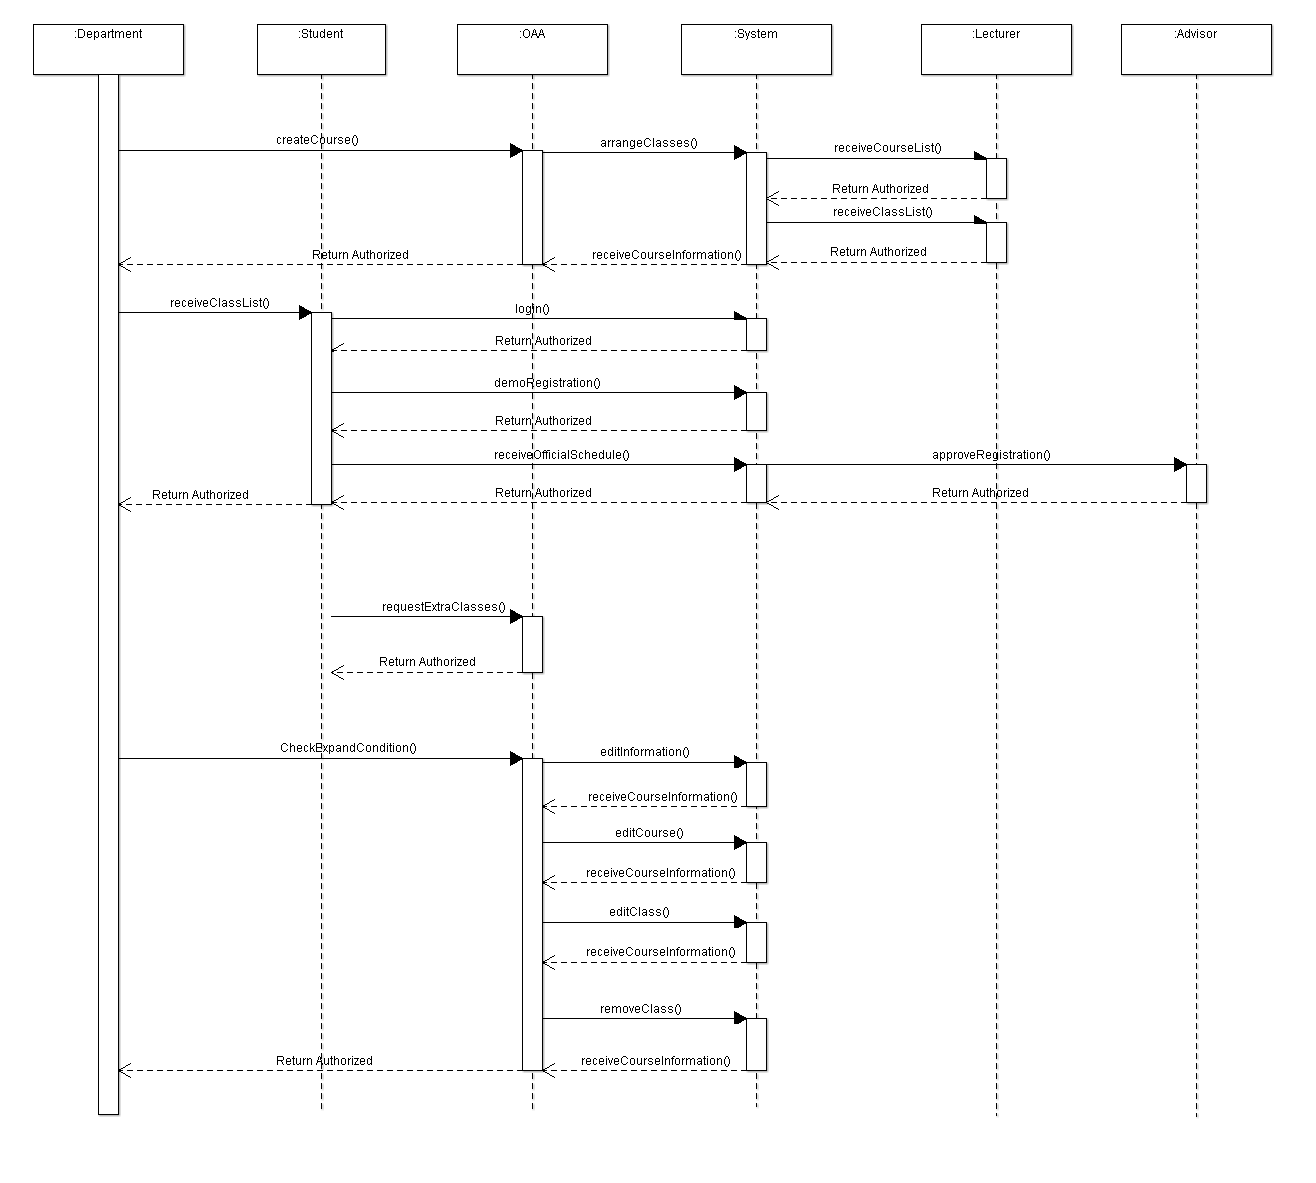 :Department
:Student
:OAA
:System
:Lecturer
:Advisor
createCourse()
arrangeClasses()
receiveCourseList()
Return Authorized
receiveClassList()
Return Authorized
receiveCourseInformation()
Return Authorized
receiveClassList()
login()
Return Authorized
demoRegistration()
Return Authorized
receiveOfficialSchedule()
approveRegistration()
Return Authorized
Return Authorized
Return Authorized
requestExtraClasses()
Return Authorized
CheckExpandCondition()
editInformation()
receiveCourseInformation()
editCourse()
receiveCourseInformation()
editClass()
receiveCourseInformation()
removeClass()
Return Authorized
receiveCourseInformation()